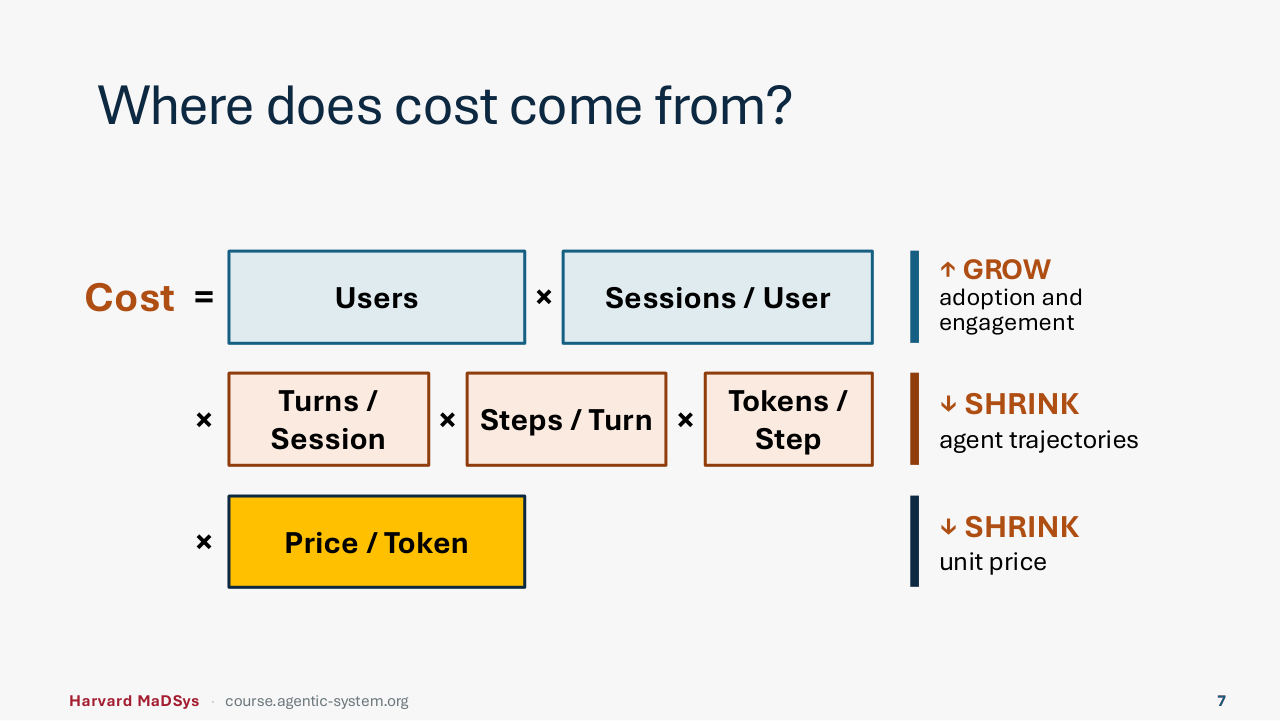 Where does cost come from?
Cost = Users × Sessions / User
↑ GROW
adoption and
engagement
× Turns / Session × Steps / Turn × Tokens / Step
↓ SHRINK
agent trajectories
× Price / Token
↓ SHRINK
unit price
Harvard MaDSys · course.agentic-system.org
7